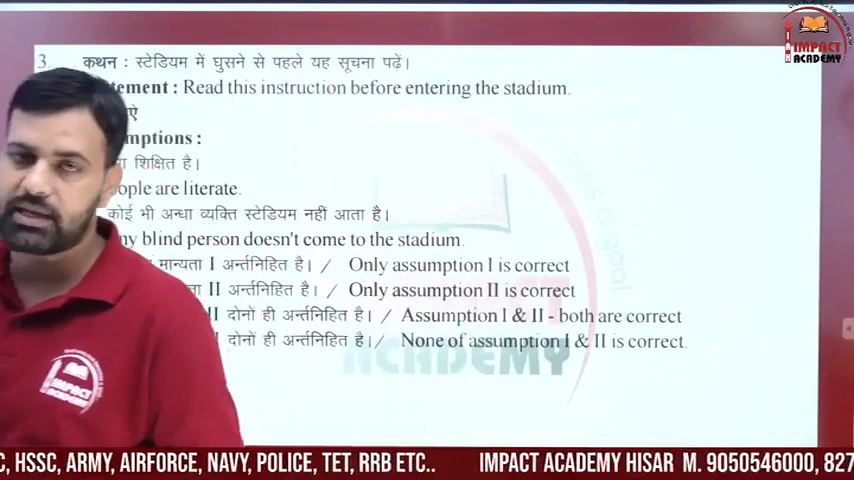 IMPACT
ACADEMY
3. कथन : स्टेडियम में घुसने से पहले यह सूचना पढ़ें।
tement : Read this instruction before entering the stadium.
mptions :
शिक्षित है।
ople are literate.
कोई भी अन्धा व्यक्ति स्टेडियम नहीं आता है।
ny blind person doesn't come to the stadium.
मान्यता I अर्न्तनिहित है। / Only assumption I is correct
II अर्न्तनिहित है। / Only assumption II is correct
दोनों ही अर्न्तनिहित है। / Assumption I & II - both are correct
दोनों ही अर्न्तनिहित है।/ None of assumption I & II is correct.
IMPACT
ACADEMY
C, HSSC, ARMY, AIRFORCE, NAVY, POLICE, TET, RRB ETC.. IMPACT ACADEMY HISAR M. 9050546000, 827